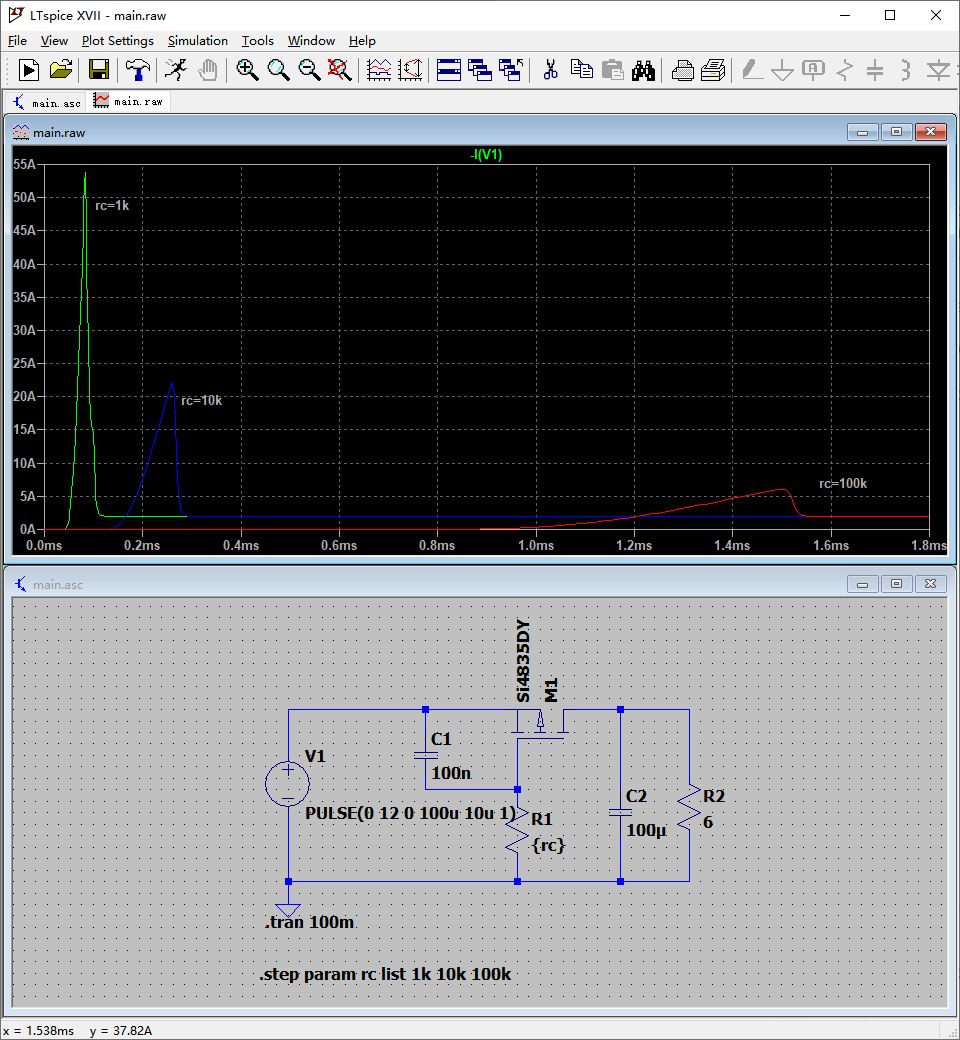 LTspice XVII - main.raw
File View Plot Settings Simulation Tools Window Help
main.asc main.raw
main.raw
-I(V1)
55A
50A
45A
40A
35A
30A
25A
20A
15A
10A
5A
0A
rc=1k
rc=10k
rc=100k
0.0ms 0.2ms 0.4ms 0.6ms 0.8ms 1.0ms 1.2ms 1.4ms 1.6ms 1.8ms
main.asc
Si4835DY
M1
C1
100n
V1
PULSE(0 12 0 100u 10u 1)
R1
{rc}
C2
100µ
R2
6
.tran 100m
.step param rc list 1k 10k 100k
x = 1.538ms y = 37.82A